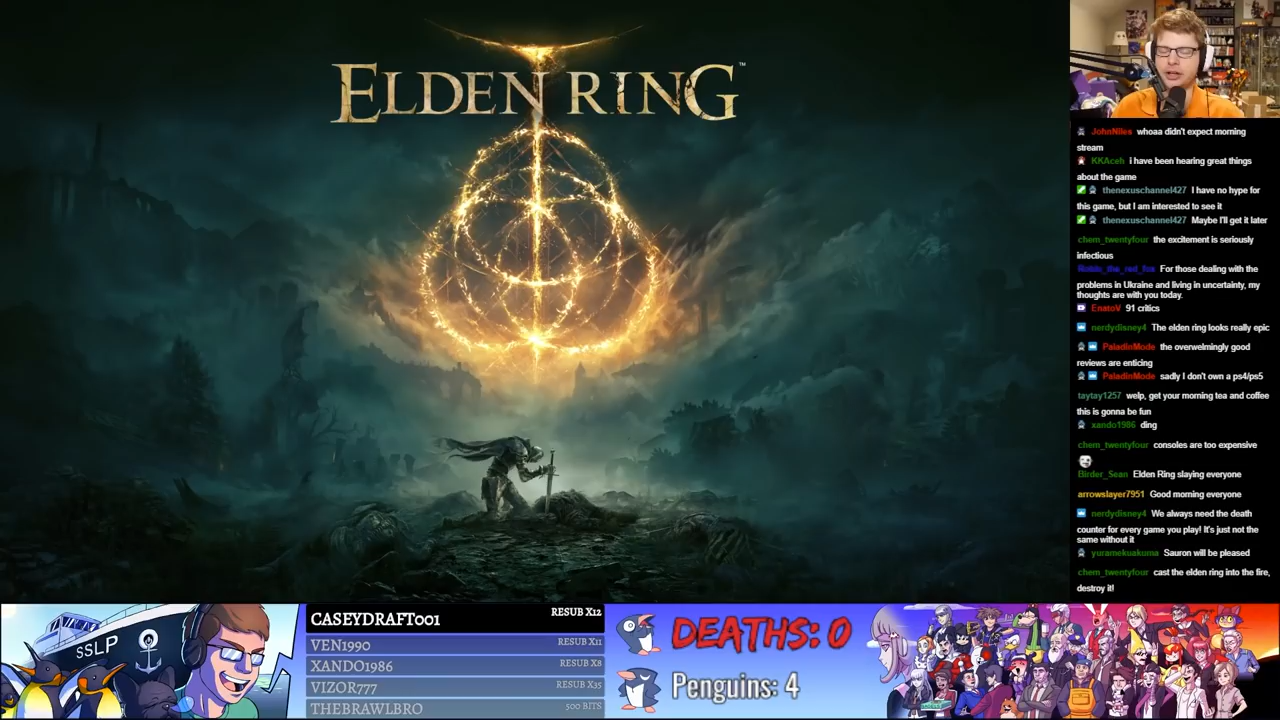 ELDEN RING™
JohnNiles whoaa didn't expect morning
stream
KKAceh i have been hearing great things
about the game
thenexuschannel427 I have no hype for
this game, but I am interested to see it
thenexuschannel427 Maybe I'll get it later
chem_twentyfour the excitement is seriously
infectious
For those dealing with the
problems in Ukraine and living in uncertainty, my
thoughts are with you today.
EnatoV 91 critics
nerdydisney4 The elden ring looks really epic
PaladinMode the overwelmingly good
reviews are enticing
PaladinMode sadly I don't own a ps4/ps5
taytay1257 welp, get your morning tea and coffee
this is gonna be fun
xando1986 ding
chem_twentyfour consoles are too expensive
Birder_Sean Elden Ring slaying everyone
arrowslayer7951 Good morning everyone
nerdydisney4 We always need the death
counter for every game you play! It's just not the
same without it
yuramekuakuma Sauron will be pleased
chem_twentyfour cast the elden ring into the fire,
destroy it!
SSLP
CASEYDRAFT001 RESUB X12
VEN1990 RESUB X11
XANDO1986 RESUB X8
VIZOR777 RESUB X35
THEBRAWLBRO 500 BITS
DEATHS: 0
Penguins: 4